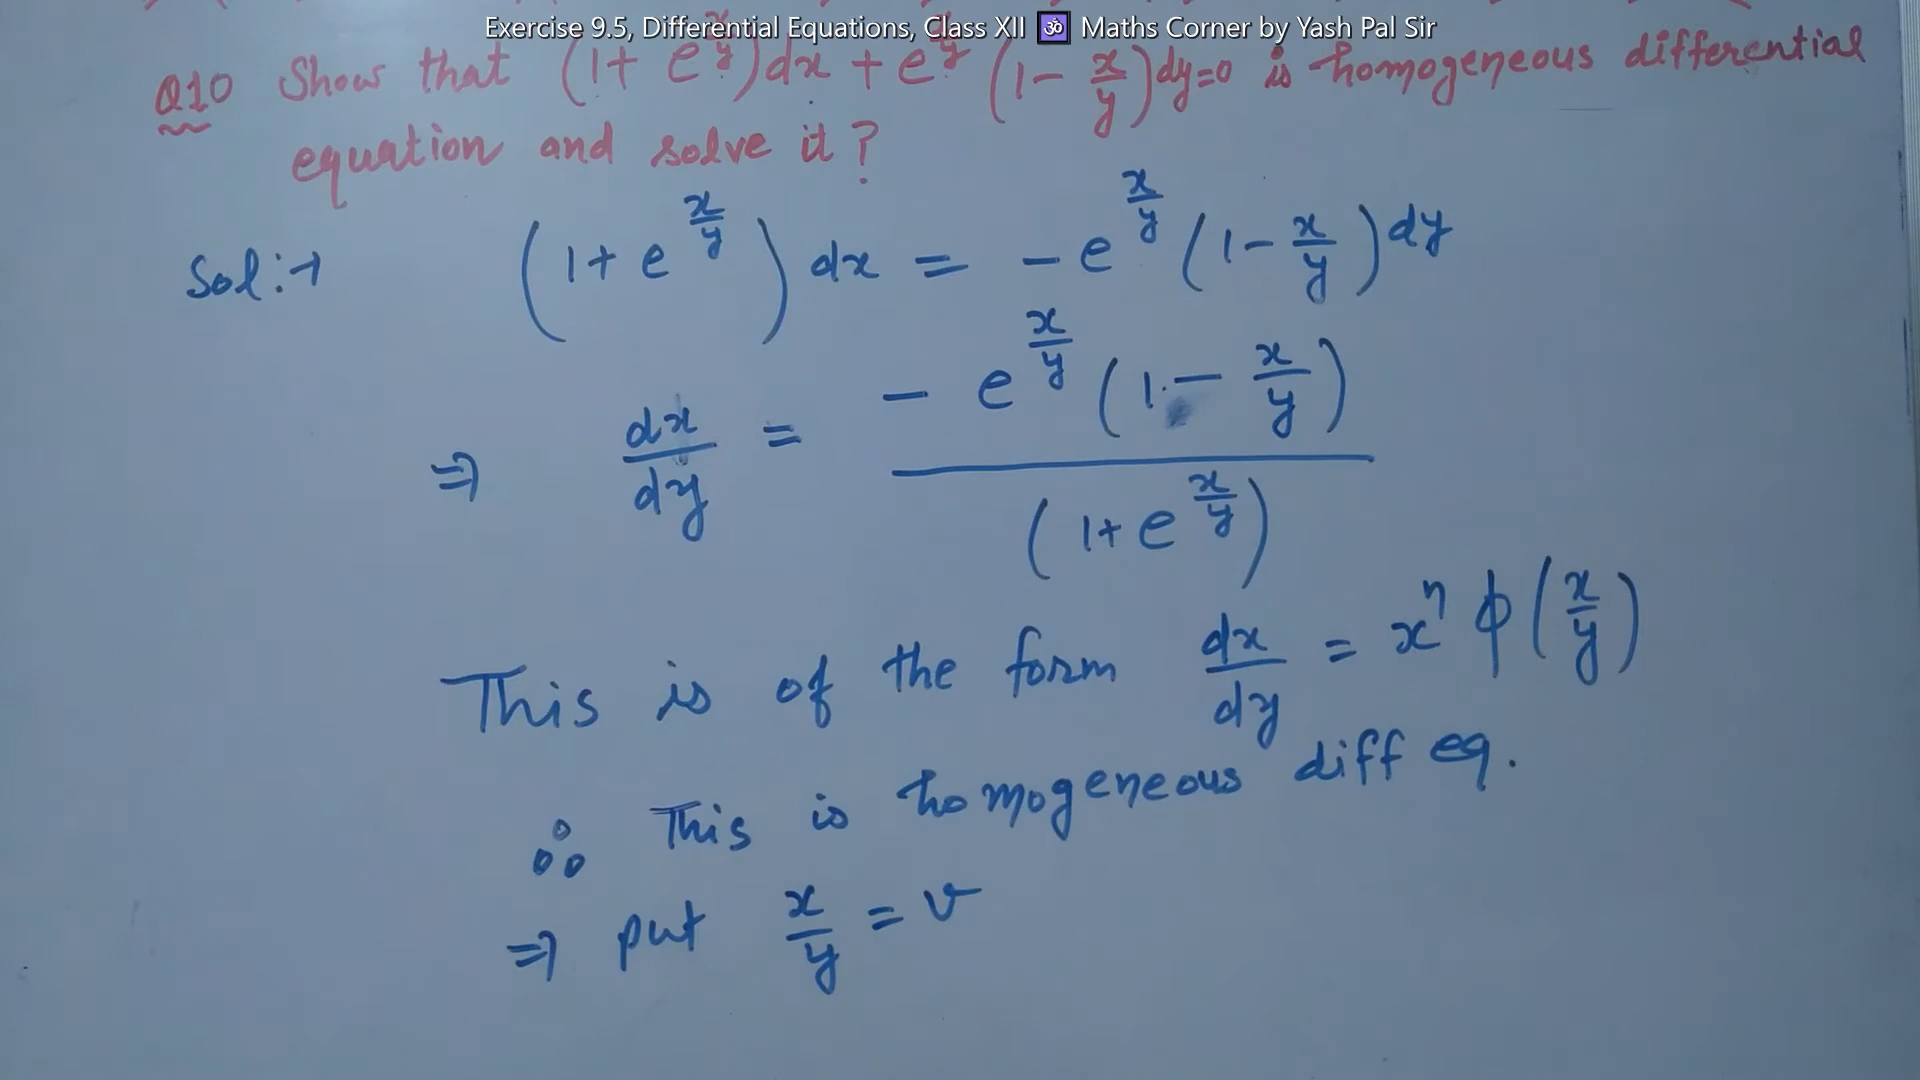 Exercise 9.5, Differential Equations, Class XII 🕉 Maths Corner by Yash Pal Sir
Q10 Show that (1+ e^{x/y})dx + e^{x/y} (1- x/y)dy=0 is homogeneous differential
equation and solve it?
Sol:→ (1+ e^{x/y}) dx = -e^{x/y} (1- x/y) dy
⇒ dx/dy = - e^{x/y} (1 - x/y) / (1+ e^{x/y})
This is of the form dx/dy = x^n ϕ(x/y)
∴ This is homogeneous diff eq.
⇒ put x/y = v